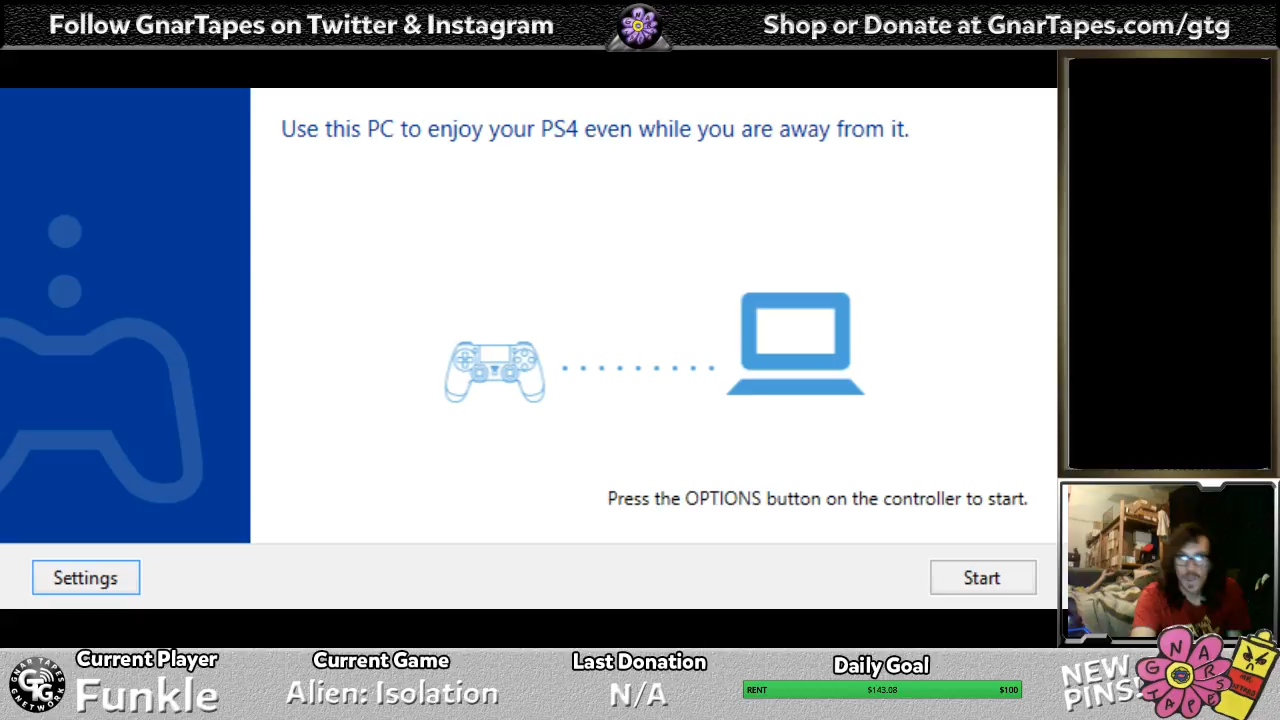 Follow GnarTapes on Twitter & Instagram
Shop or Donate at GnarTapes.com/gtg
Use this PC to enjoy your PS4 even while you are away from it.
Press the OPTIONS button on the controller to start.
Settings
Start
Current Player
Funkle
Current Game
Alien: Isolation
Last Donation
N/A
Daily Goal
RENT $143.08 $100
NEW PINS!
GNAR TAPES